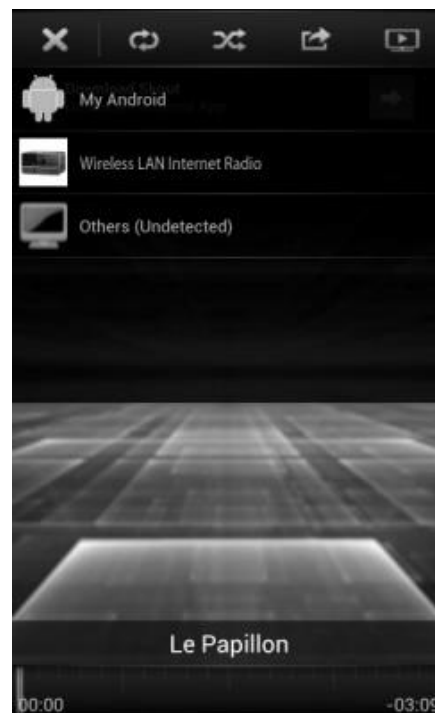 My Android
Wireless LAN Internet Radio
Others (Undetected)
Le Papillon
00:00
-03:09